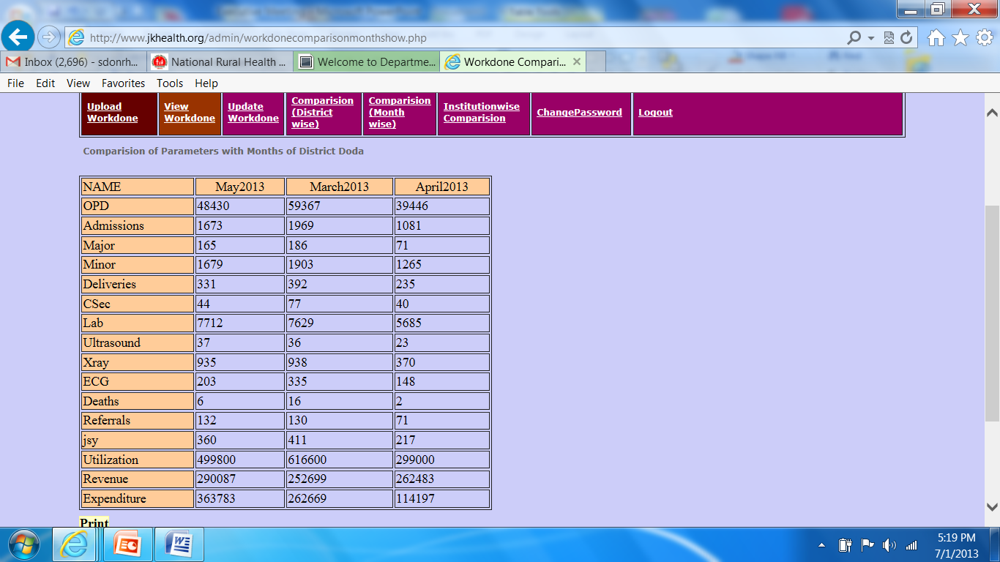 http://www.jkhealth.org/admin/workdonecomparisonmonthshow.php
Inbox (2,696) - sdonrh... National Rural Health ... Welcome to Departme... Workdone Compari...
File Edit View Favorites Tools Help
Upload Workdone View Workdone Update Workdone Comparision (District wise) Comparision (Month wise) Institutionwise Comparision ChangePassword Logout
Comparision of Parameters with Months of District Doda
NAME May2013 March2013 April2013
OPD 48430 59367 39446
Admissions 1673 1969 1081
Major 165 186 71
Minor 1679 1903 1265
Deliveries 331 392 235
CSec 44 77 40
Lab 7712 7629 5685
Ultrasound 37 36 23
Xray 935 938 370
ECG 203 335 148
Deaths 6 16 2
Referrals 132 130 71
jsy 360 411 217
Utilization 499800 616600 299000
Revenue 290087 252699 262483
Expenditure 363783 262669 114197
Print
5:19 PM
7/1/2013